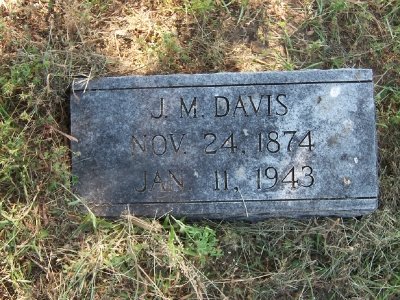 J. M. DAVIS
NOV. 24, 1874
JAN. 11, 1943